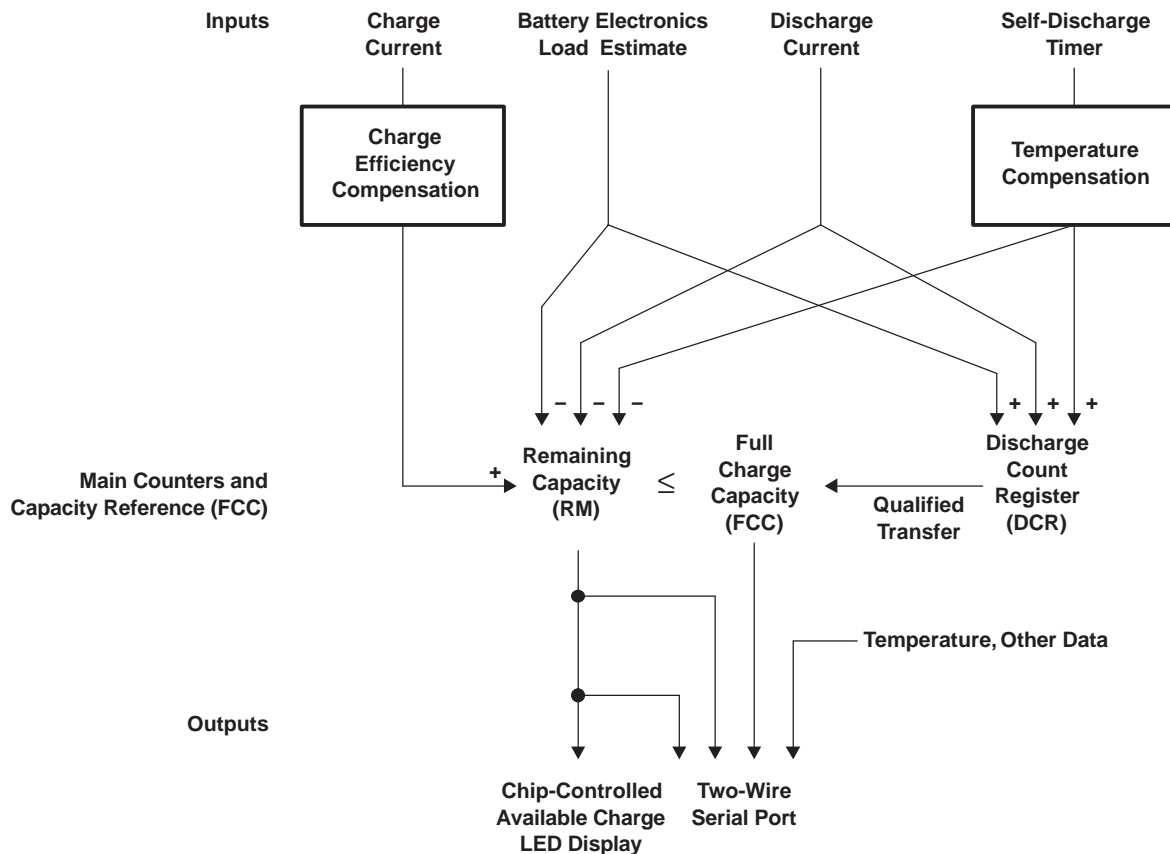 Inputs
Charge
Current
Battery Electronics
Load Estimate
Discharge
Current
Self-Discharge
Timer
Charge
Efficiency
Compensation
Temperature
Compensation
– – –
+ + +
Main Counters and
Capacity Reference (FCC)
+
Remaining
Capacity
(RM)
≤
Full
Charge
Capacity
(FCC)
Qualified
Transfer
Discharge
Count
Register
(DCR)
Temperature, Other Data
Outputs
Chip-Controlled
Available Charge
LED Display
Two-Wire
Serial Port